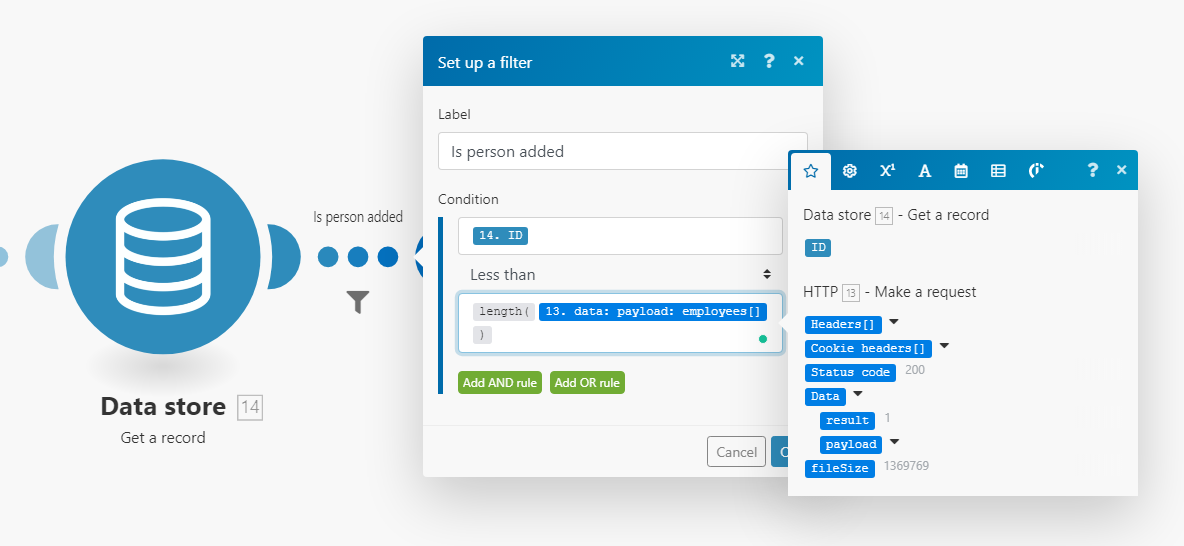 Set up a filter
?
×
Label
Is person added
Condition
14. ID
Less than
length( 13. data: payload: employees[]
)
Add AND rule Add OR rule
Cancel
Is person added
Data store 14
Get a record
X¹ A ? ×
Data store 14 - Get a record
ID
HTTP 13 - Make a request
Headers[]
Cookie headers[]
Status code 200
Data
result 1
payload
fileSize 1369769